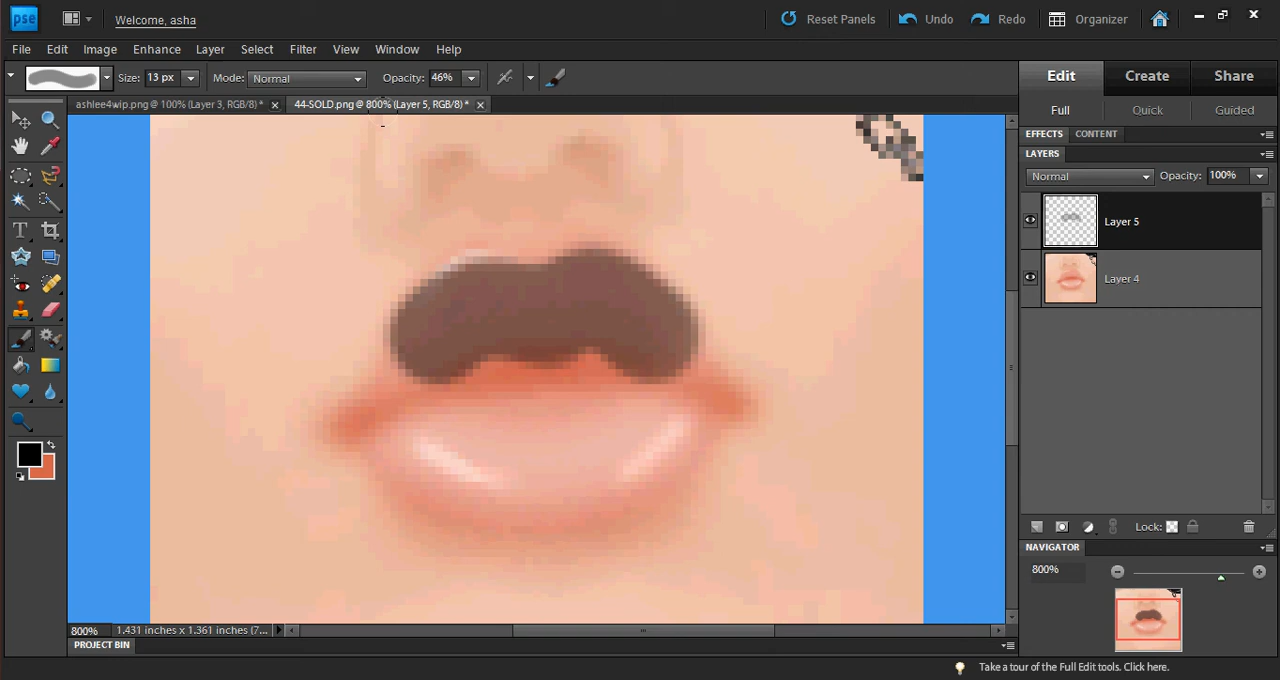 pse Welcome, asha Reset Panels Undo Redo Organizer
File Edit Image Enhance Layer Select Filter View Window Help
Size: 13 px Mode: Normal Opacity: 46% Edit Create Share
ashlee4wip.png @ 100% (Layer 3, RGB/8) * 44-SOLD.png @ 800% (Layer 5, RGB/8) * Full Quick Guided
EFFECTS CONTENT
LAYERS
Normal Opacity: 100%
Layer 5
Layer 4
T
Lock:
NAVIGATOR
800%
800% 1.431 inches x 1.361 inches (7...
PROJECT BIN
Take a tour of the Full Edit tools. Click here.